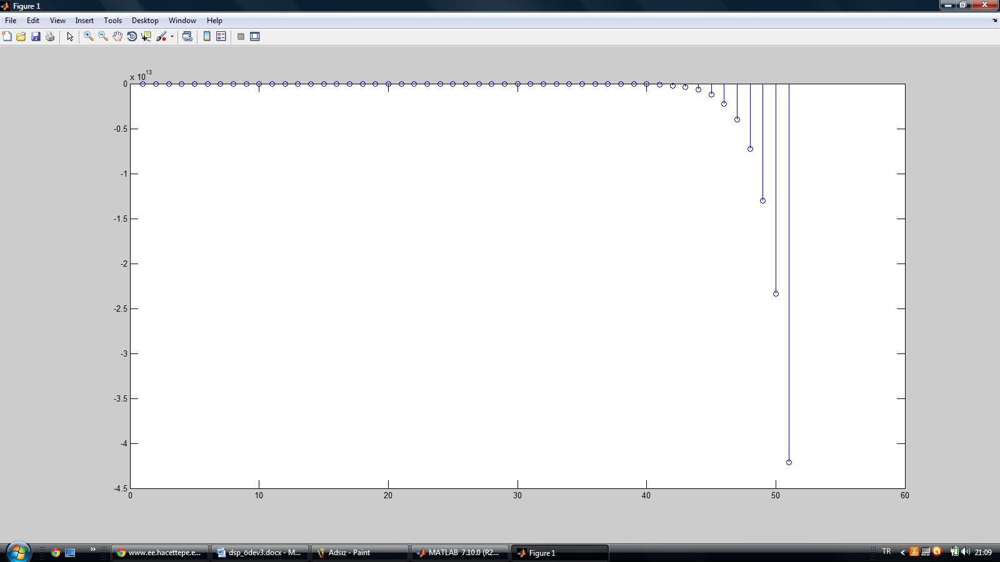 Figure 1
File Edit View Insert Tools Desktop Window Help
x 10^13
0
-0.5
-1
-1.5
-2
-2.5
-3
-3.5
-4
-4.5
0 10 20 30 40 50 60
www.ee.hacettepe.e... dsp_ödev3.docx - M... Adsız - Paint MATLAB 7.10.0 (R2... Figure 1 TR 21:09